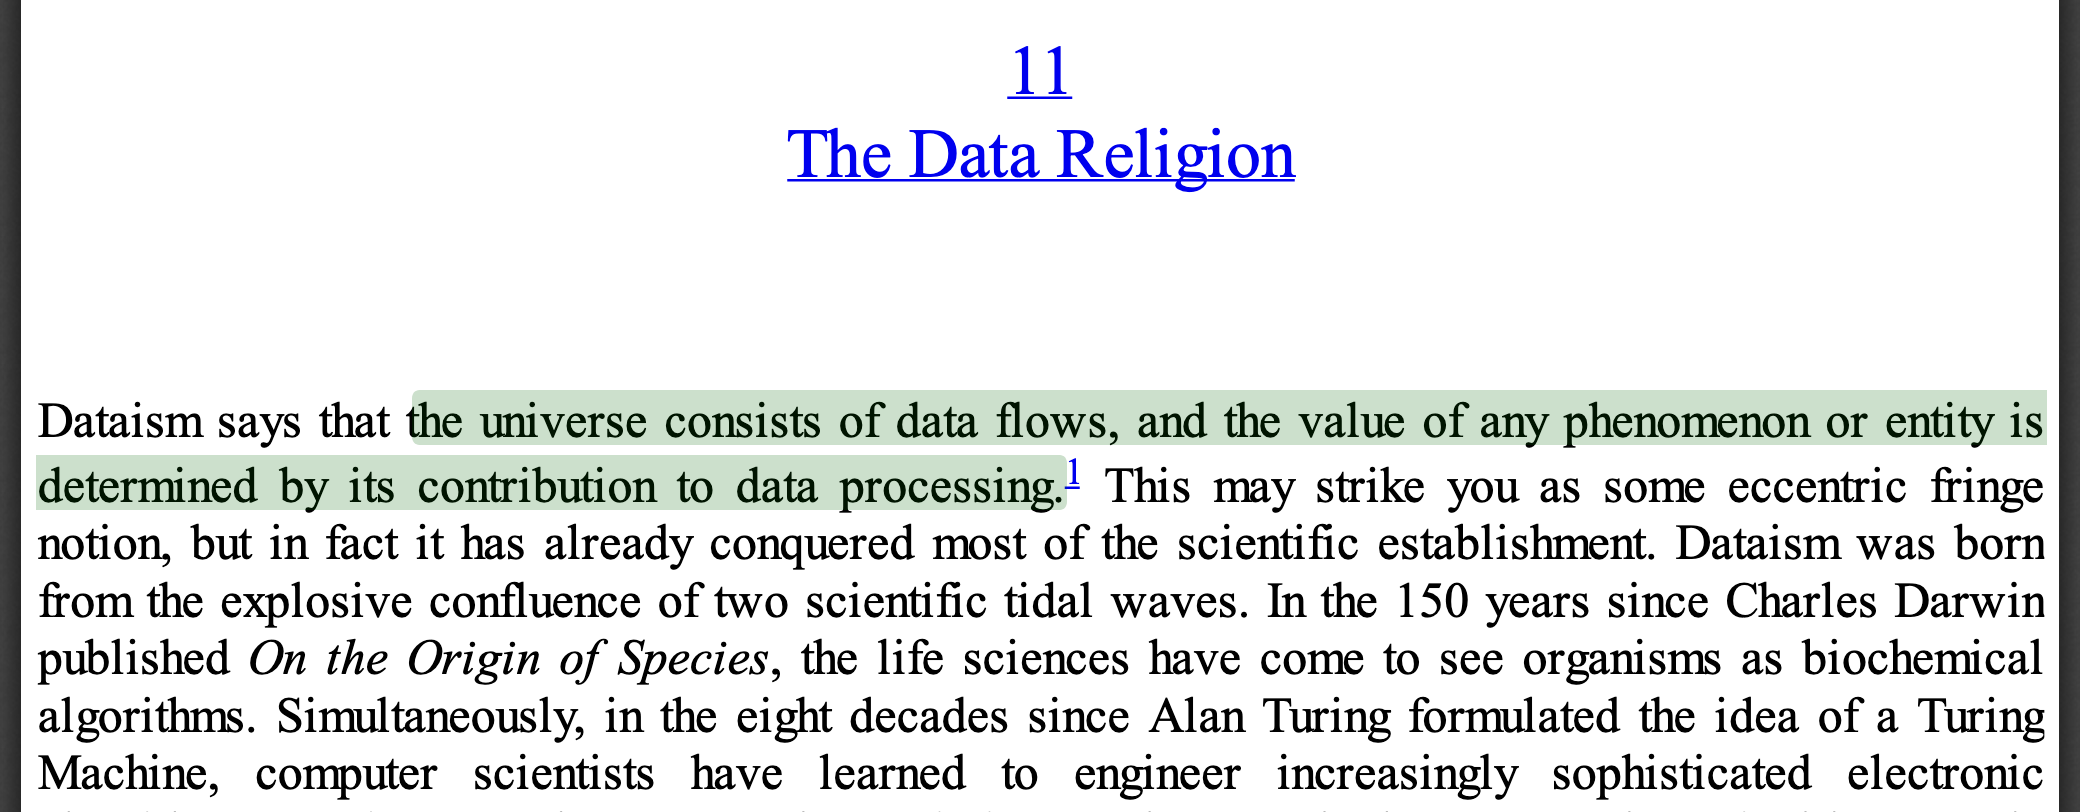 11
The Data Religion
Dataism says that the universe consists of data flows, and the value of any phenomenon or entity is
determined by its contribution to data processing.1 This may strike you as some eccentric fringe
notion, but in fact it has already conquered most of the scientific establishment. Dataism was born
from the explosive confluence of two scientific tidal waves. In the 150 years since Charles Darwin
published On the Origin of Species, the life sciences have come to see organisms as biochemical
algorithms. Simultaneously, in the eight decades since Alan Turing formulated the idea of a Turing
Machine, computer scientists have learned to engineer increasingly sophisticated electronic